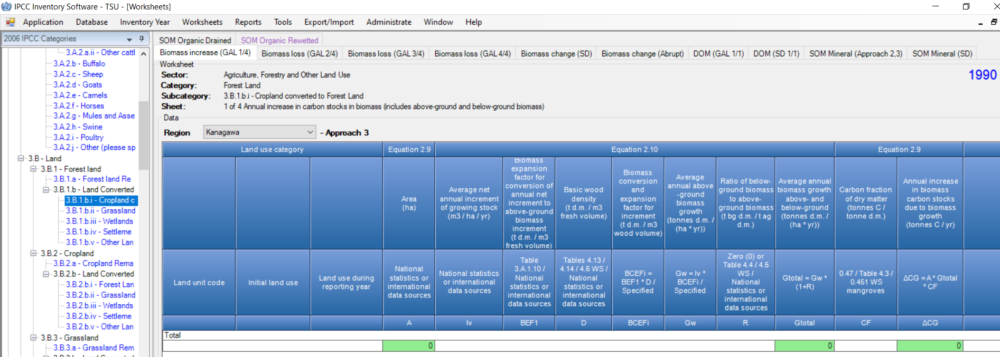 IPCC Inventory Software - TSU - [Worksheets]
Application Database Inventory Year Worksheets Reports Tools Export/Import Administrate Window Help
2006 IPCC Categories
3.A.2.a.ii - Other cattl
3.A.2.b - Buffalo
3.A.2.c - Sheep
3.A.2.d - Goats
3.A.2.e - Camels
3.A.2.f - Horses
3.A.2.g - Mules and Asse
3.A.2.h - Swine
3.A.2.i - Poultry
3.A.2.j - Other (please sp
3.B - Land
3.B.1 - Forest land
3.B.1.a - Forest land Re
3.B.1.b - Land Converted
3.B.1.b.i - Cropland c
3.B.1.b.ii - Grassland
3.B.1.b.iii - Wetlands
3.B.1.b.iv - Settleme
3.B.1.b.v - Other Lan
3.B.2 - Cropland
3.B.2.a - Cropland Rema
3.B.2.b - Land Converted
3.B.2.b.i - Forest Lan
3.B.2.b.ii - Grassland
3.B.2.b.iii - Wetlands
3.B.2.b.iv - Settleme
3.B.2.b.v - Other Lan
3.B.3 - Grassland
3.B.3.a - Grassland Rem
3.B.3.b - Land Converted
SOM Organic Drained SOM Organic Rewetted
Biomass increase (GAL 1/4) Biomass loss (GAL 2/4) Biomass loss (GAL 3/4) Biomass loss (GAL 4/4) Biomass change (SD) Biomass change (Abrupt) DOM (GAL 1/1) DOM (SD 1/1) SOM Mineral (Approach 2,3) SOM Mineral (SD)
Worksheet
Sector: Agriculture, Forestry and Other Land Use
1990
Category: Forest Land
Subcategory: 3.B.1.b.i - Cropland converted to Forest Land
Sheet: 1 of 4 Annual increase in carbon stocks in biomass (includes above-ground and below-ground biomass)
Data
Region Kanagawa - Approach 3
Land use category Equation 2.9 Equation 2.10 Equation 2.9
Area
(ha)
Average net
annual increment
of growing stock
(m3 / ha / yr)
Biomass
expansion
factor for
conversion of
annual net
increment to
above-ground
biomass
increment
(t d.m. / m3
fresh volume)
Basic wood
density
(t d.m. / m3
fresh volume)
Biomass
conversion
and
expansion
factor for
increment
(t d.m. / m3
wood volume)
Average
annual above
-ground
biomass
growth
(tonnes d.m. /
(ha * yr))
Ratio of below-
ground biomass
to above-
ground biomass
(t bg d.m. / t ag
d.m.)
Average annual
biomass growth
above- and
below-ground
(tonnes d.m. /
(ha * yr))
Carbon fraction
of dry matter
(tonnes C /
tonne d.m.)
Annual increase
in biomass
carbon stocks
due to biomass
growth
(tonnes C / yr)
Land unit code
Initial land use
Land use during
reporting year
National
statistics or
international
data sources
National statistics
or international
data sources
Table
3.A.1.10 /
National
statistics or
international
data sources
Tables 4.13 /
4.14 / 4.6 WS /
National
statistics or
international
data sources
BCEFi =
BEF1 * D /
Specified
Gw = Iv *
BCEFi /
Specified
Zero (0) or
Table 4.4 / 4.5
WS /
National
statistics or
international
data sources
Gtotal = Gw *
(1+R)
0.47 / Table 4.3 /
0.451 WS
mangroves
ΔCG = A * Gtotal
* CF
A Iv BEF1 D BCEFi Gw R Gtotal CF ΔCG
Total
0 0 0